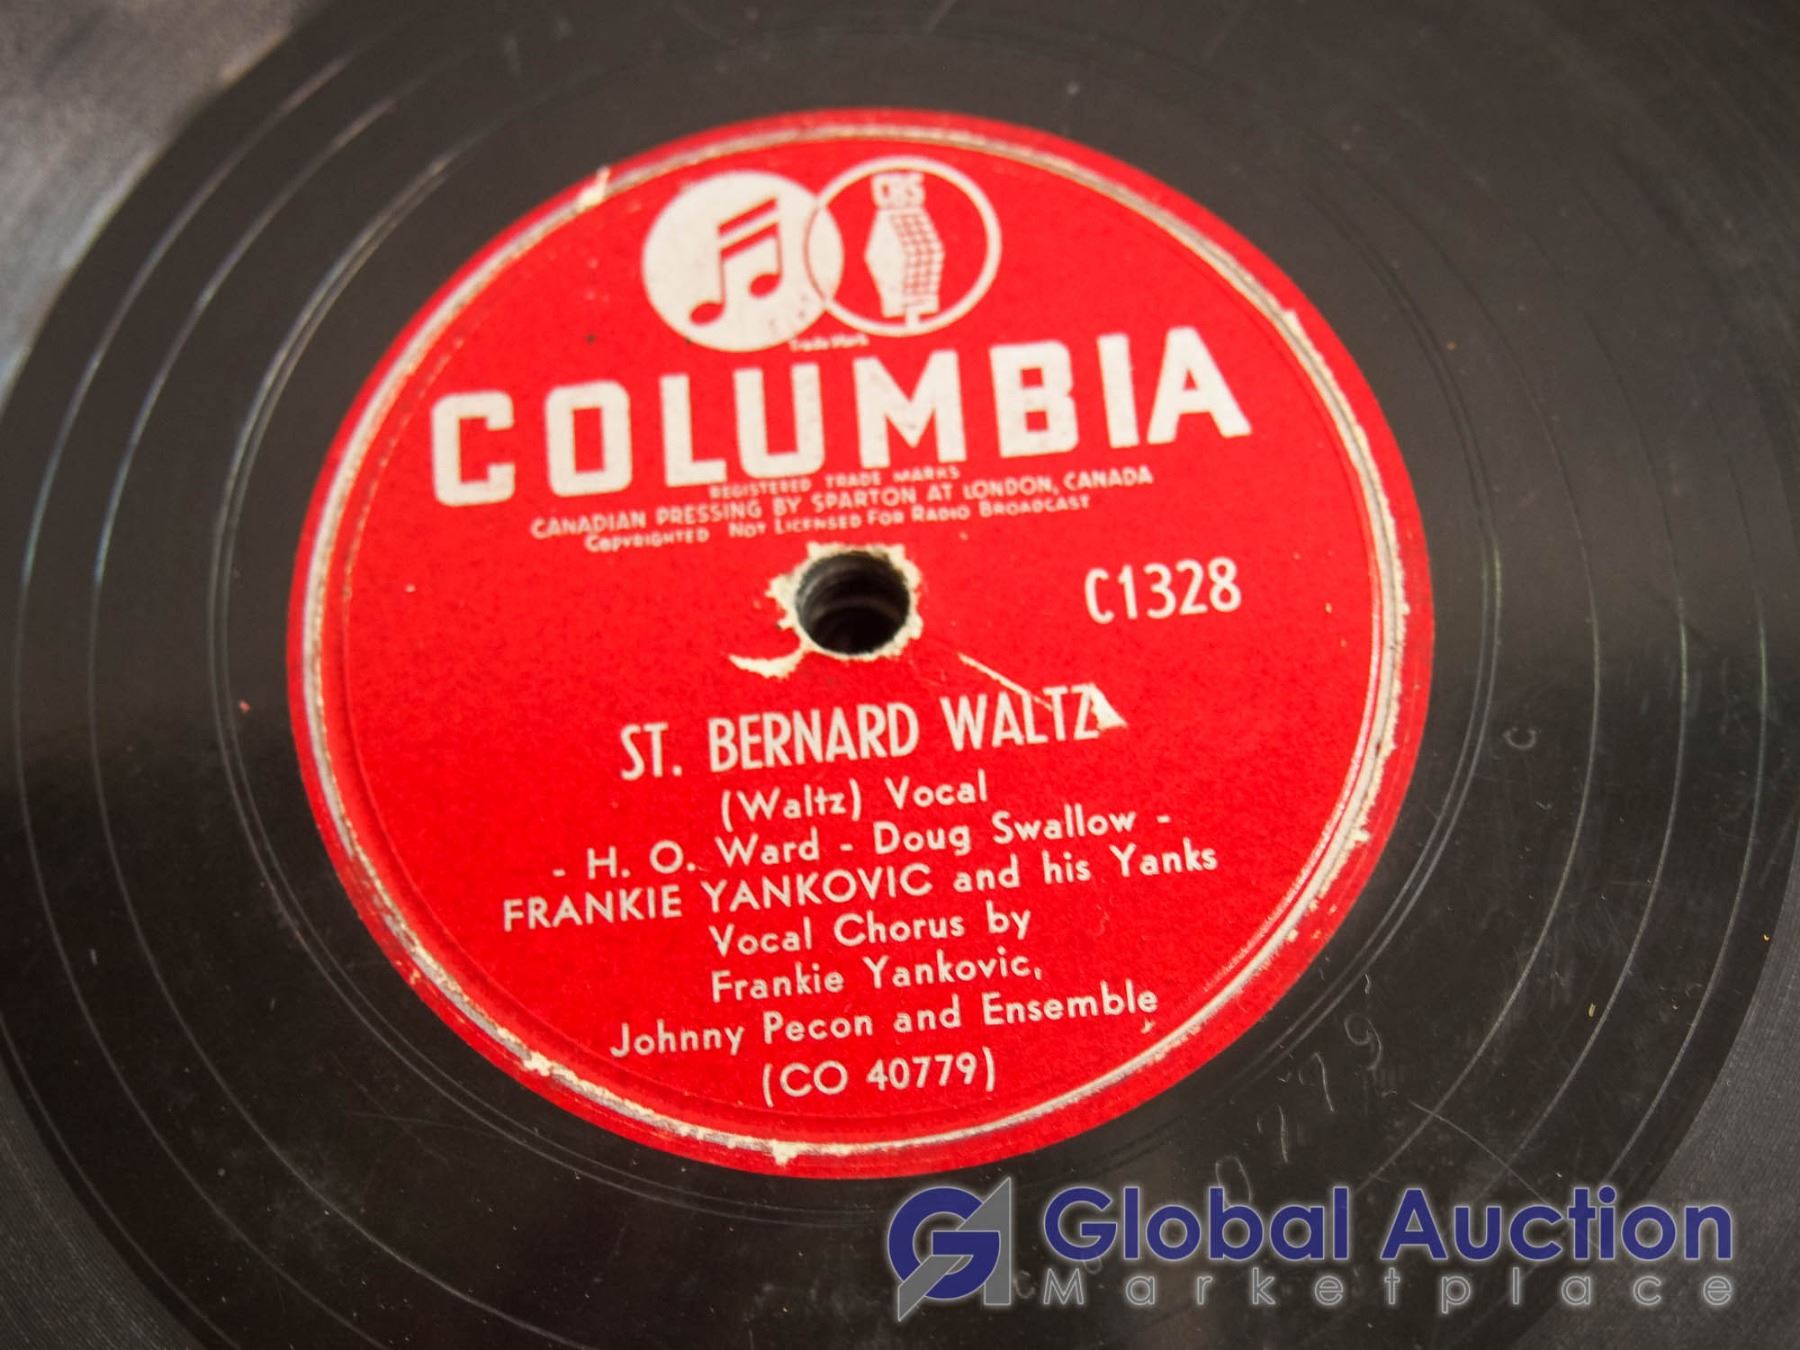 CBS
Trade Mark
COLUMBIA
REGISTERED TRADE MARKS
CANADIAN PRESSING BY SPARTON AT LONDON, CANADA
COPYRIGHTED NOT LICENSED FOR RADIO BROADCAST
C1328
ST. BERNARD WALTZ
(Waltz) Vocal
- H. O. Ward - Doug Swallow -
FRANKIE YANKOVIC and his Yanks
Vocal Chorus by
Frankie Yankovic,
Johnny Pecon and Ensemble
(CO 40779)
Global Auction
Marketplace